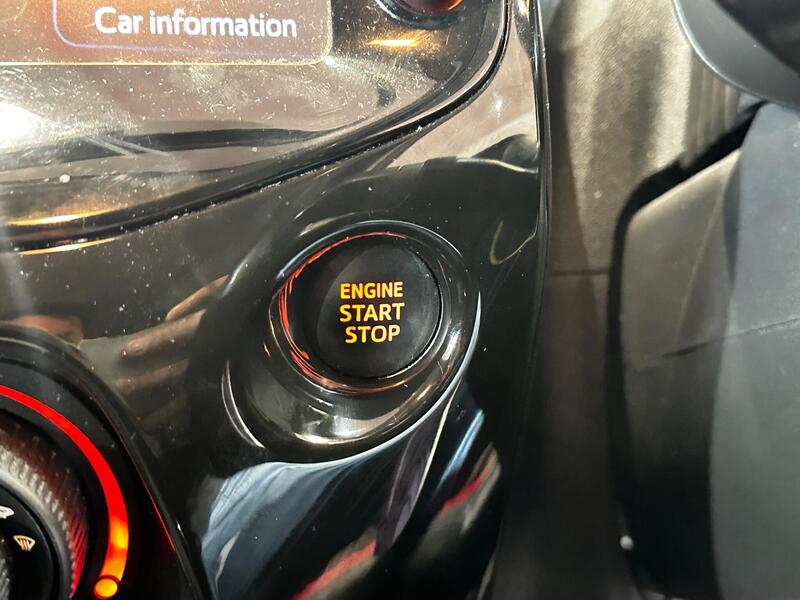 Car information
ENGINE
START
STOP